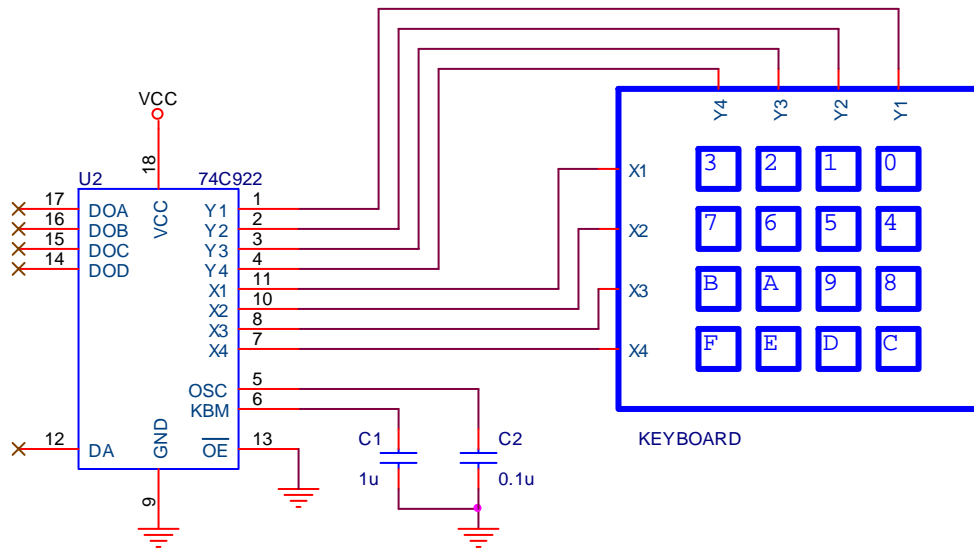 VCC
18
U2 74C922
17 DOA VCC Y1 1
16 DOB Y2 2
15 DOC Y3 3
14 DOD Y4 4
X1 11
X2 10
X3 8
X4 7
OSC 5
KBM 6
12 DA GND OE 13
9
C1
1u
C2
0.1u
Y4 Y3 Y2 Y1
X1 3 2 1 0
X2 7 6 5 4
X3 B A 9 8
X4 F E D C
KEYBOARD